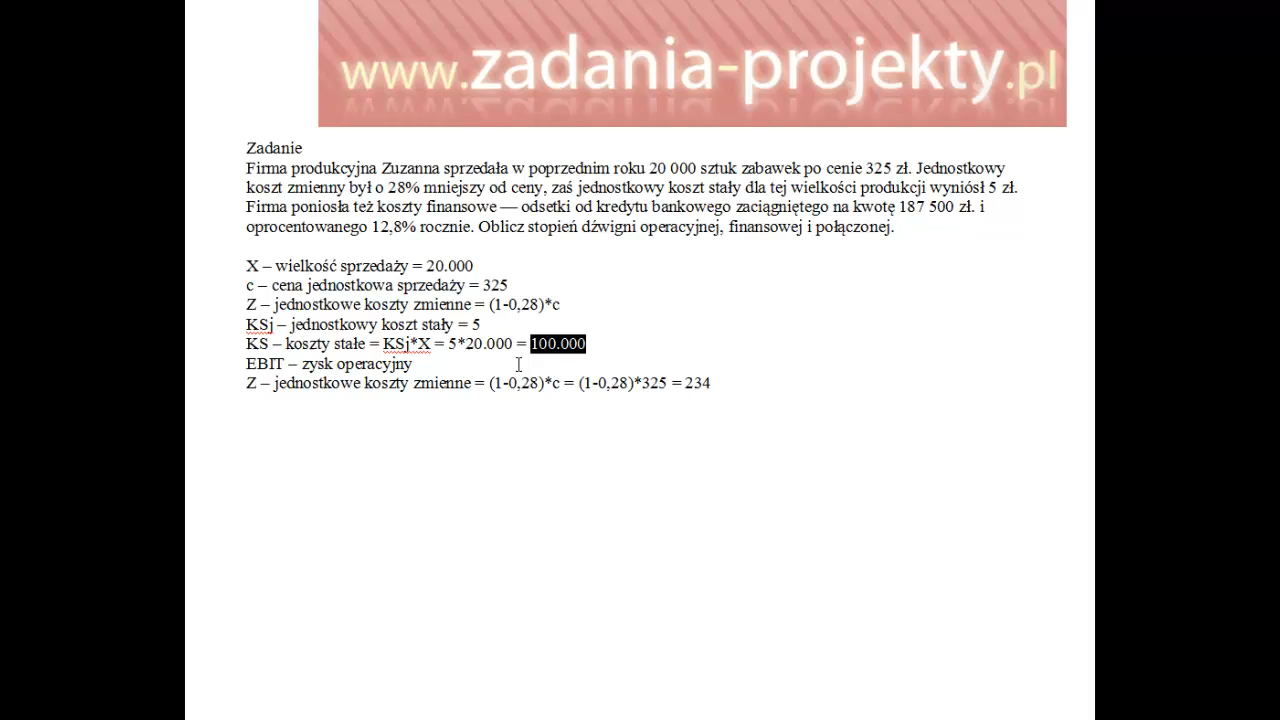 www.zadania-projekty.pl
Zadanie
Firma produkcyjna Zuzanna sprzedała w poprzednim roku 20 000 sztuk zabawek po cenie 325 zł. Jednostkowy
koszt zmienny był o 28% mniejszy od ceny, zaś jednostkowy koszt stały dla tej wielkości produkcji wyniósł 5 zł.
Firma poniosła też koszty finansowe — odsetki od kredytu bankowego zaciągniętego na kwotę 187 500 zł. i
oprocentowanego 12,8% rocznie. Oblicz stopień dźwigni operacyjnej, finansowej i połączonej.
X – wielkość sprzedaży = 20.000
c – cena jednostkowa sprzedaży = 325
Z – jednostkowe koszty zmienne = (1-0,28)*c
KSj – jednostkowy koszt stały = 5
KS – koszty stałe = KSj*X = 5*20.000 = 100.000
EBIT – zysk operacyjny
Z – jednostkowe koszty zmienne = (1-0,28)*c = (1-0,28)*325 = 234